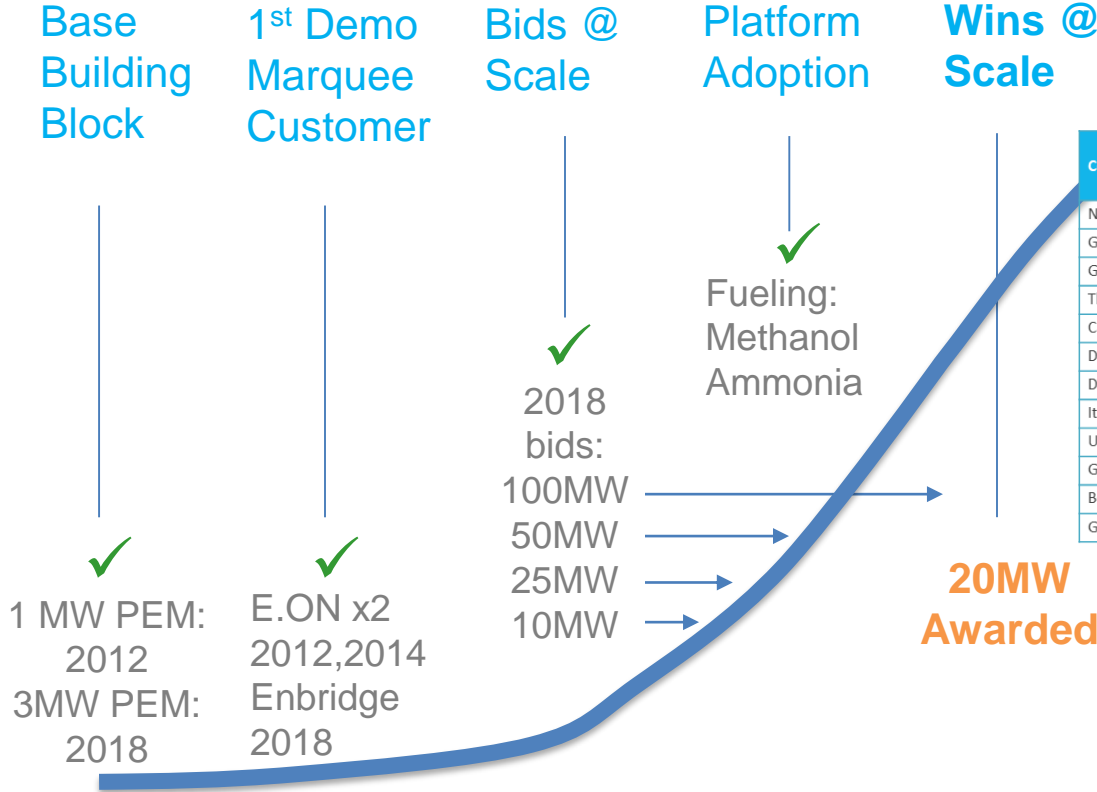 Base
Building
Block
1st Demo
Marquee
Customer
Bids @
Scale
Platform
Adoption
Wins @
Scale
Fueling:
Methanol
Ammonia
2018
bids:
100MW
50MW
25MW
10MW
1 MW PEM:
2012
3MW PEM:
2018
E.ON x2
2012,2014
Enbridge
2018
20MW
Awarded